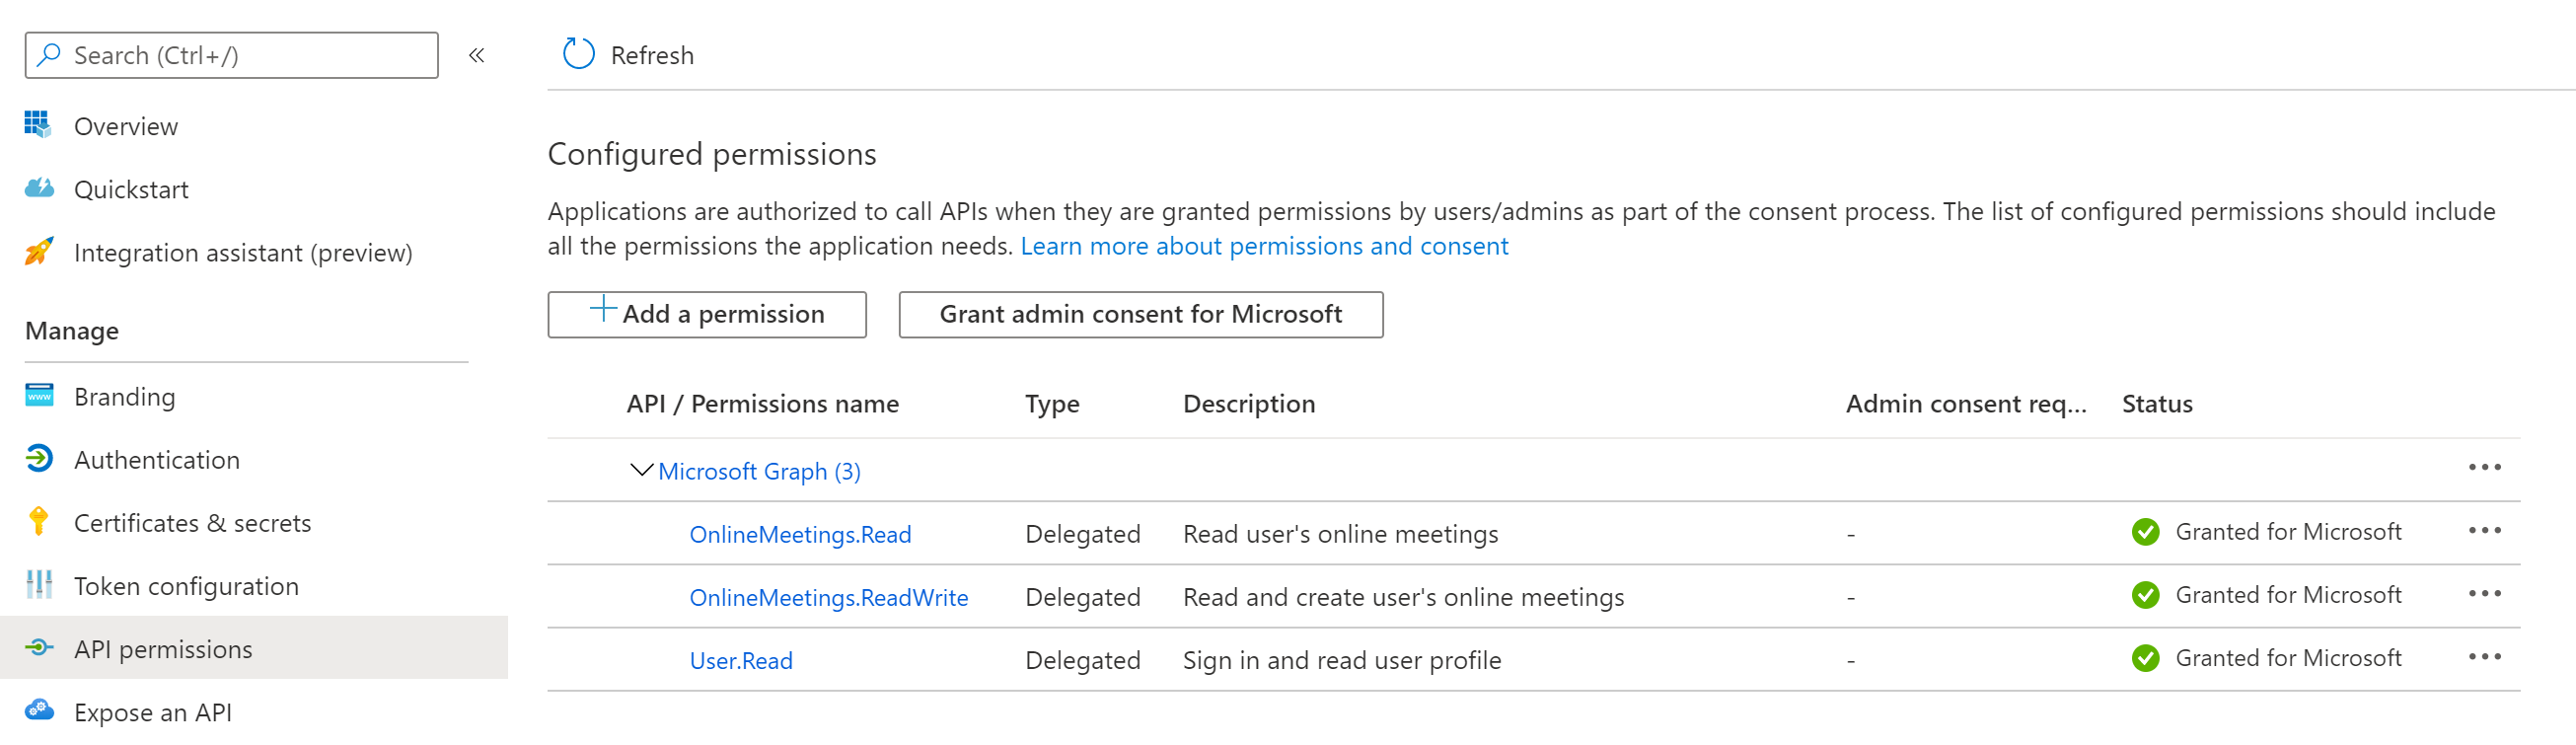 Search (Ctrl+/)
«
Overview
Quickstart
Integration assistant (preview)
Manage
www
Branding
Authentication
Certificates & secrets
Token configuration
API permissions
Expose an API
Refresh
Configured permissions
Applications are authorized to call APIs when they are granted permissions by users/admins as part of the consent process. The list of configured permissions should include
all the permissions the application needs. Learn more about permissions and consent
Add a permission
Grant admin consent for Microsoft
API / Permissions name Type Description Admin consent req... Status
Microsoft Graph (3)
OnlineMeetings.Read Delegated Read user's online meetings - Granted for Microsoft
OnlineMeetings.ReadWrite Delegated Read and create user's online meetings - Granted for Microsoft
User.Read Delegated Sign in and read user profile - Granted for Microsoft